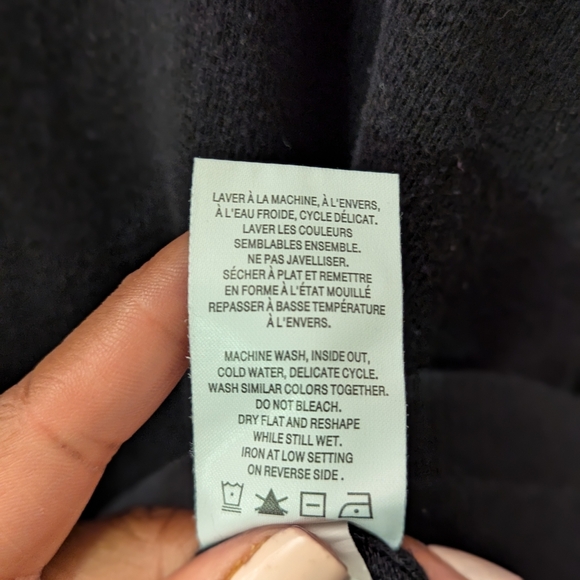 LAVER À LA MACHINE, À L'ENVERS,
À L'EAU FROIDE, CYCLE DÉLICAT.
LAVER LES COULEURS
SEMBLABLES ENSEMBLE.
NE PAS JAVELLISER.
SÉCHER À PLAT ET REMETTRE
EN FORME À L'ÉTAT MOUILLÉ
REPASSER À BASSE TEMPÉRATURE
À L'ENVERS.
MACHINE WASH, INSIDE OUT,
COLD WATER, DELICATE CYCLE.
WASH SIMILAR COLORS TOGETHER.
DO NOT BLEACH.
DRY FLAT AND RESHAPE
WHILE STILL WET.
IRON AT LOW SETTING
ON REVERSE SIDE .